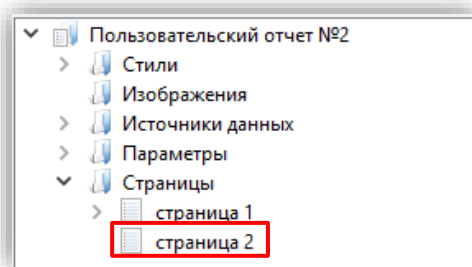 Пользовательский отчет №2
Стили
Изображения
Источники данных
Параметры
Страницы
страница 1
страница 2